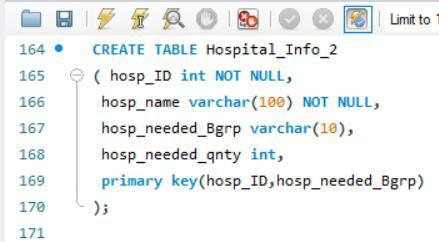 Limit to 1
164 CREATE TABLE Hospital_Info_2
165 ( hosp_ID int NOT NULL,
166 hosp_name varchar(100) NOT NULL,
167 hosp_needed_Bgrp varchar(10),
168 hosp_needed_qnty int,
169 primary key(hosp_ID,hosp_needed_Bgrp)
170 );
171